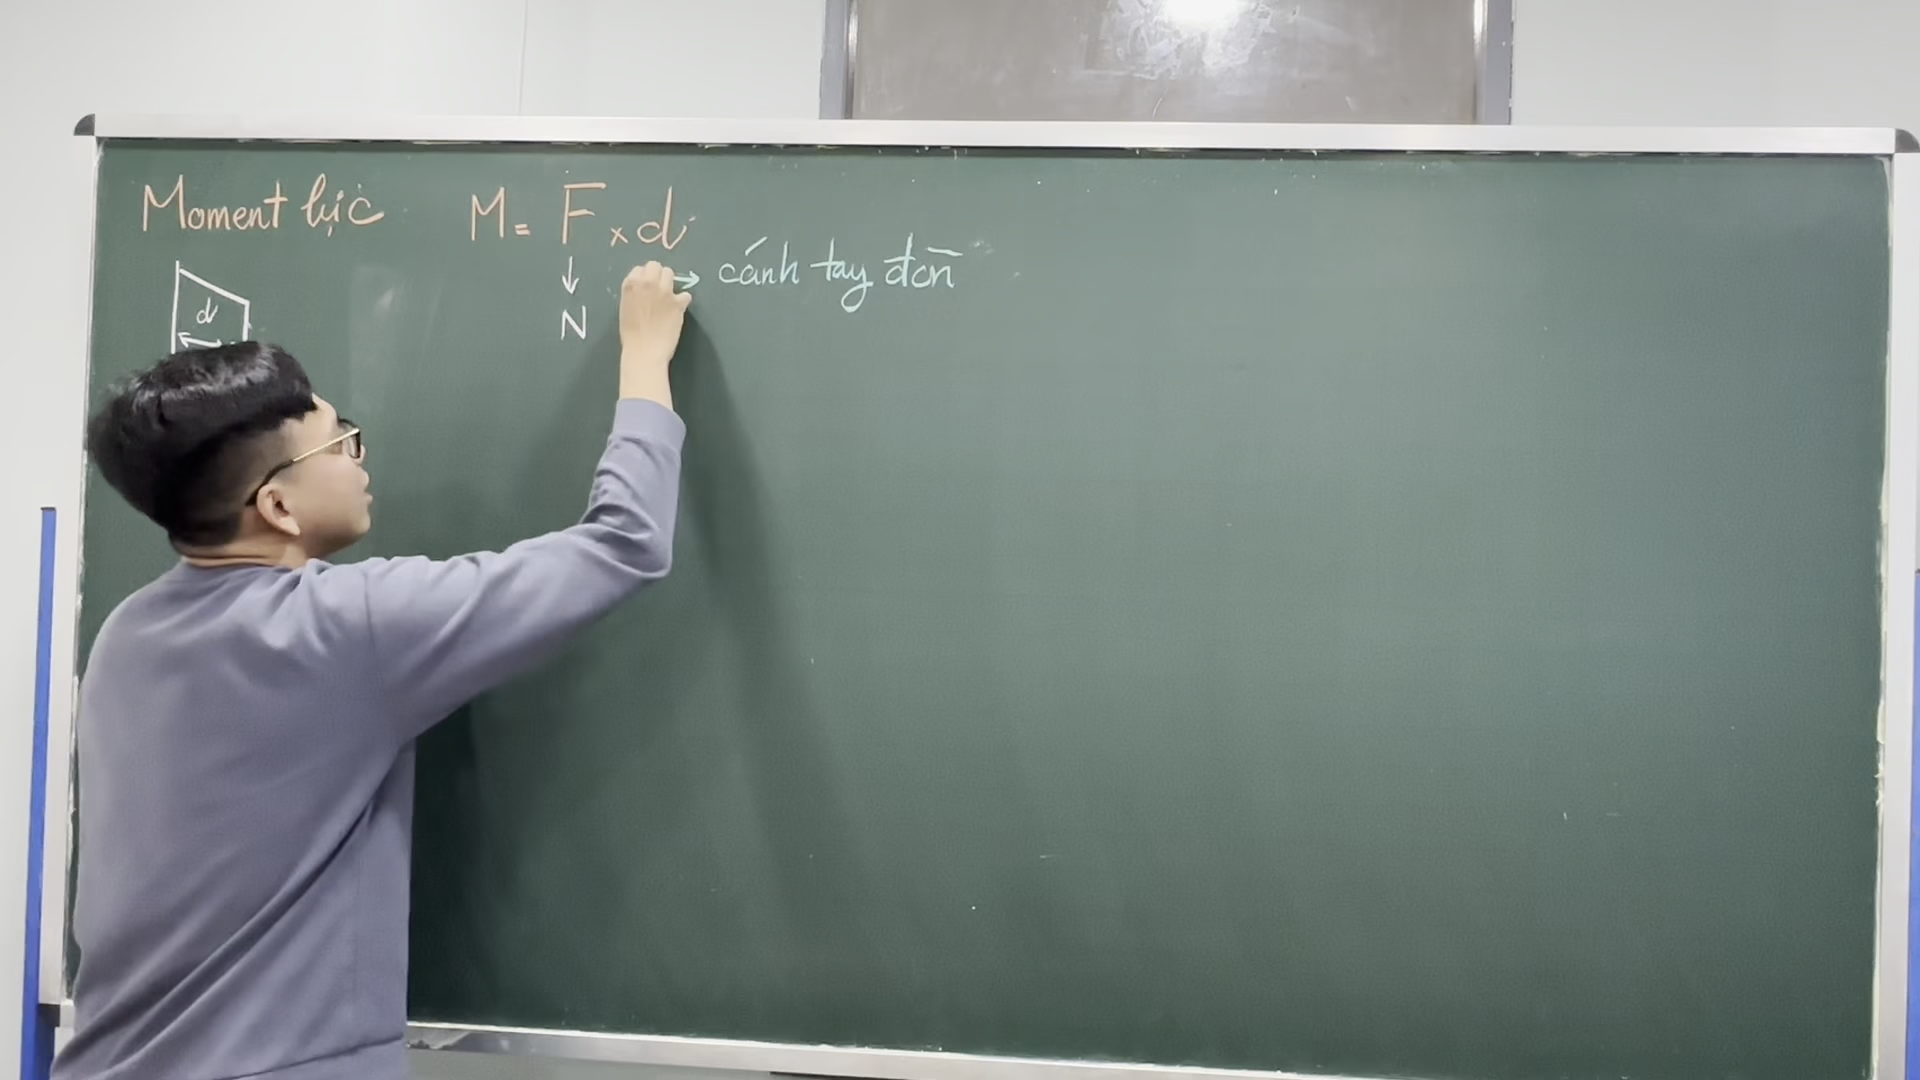 Moment lực M = F x d
→ cánh tay đòn
d
↓
N